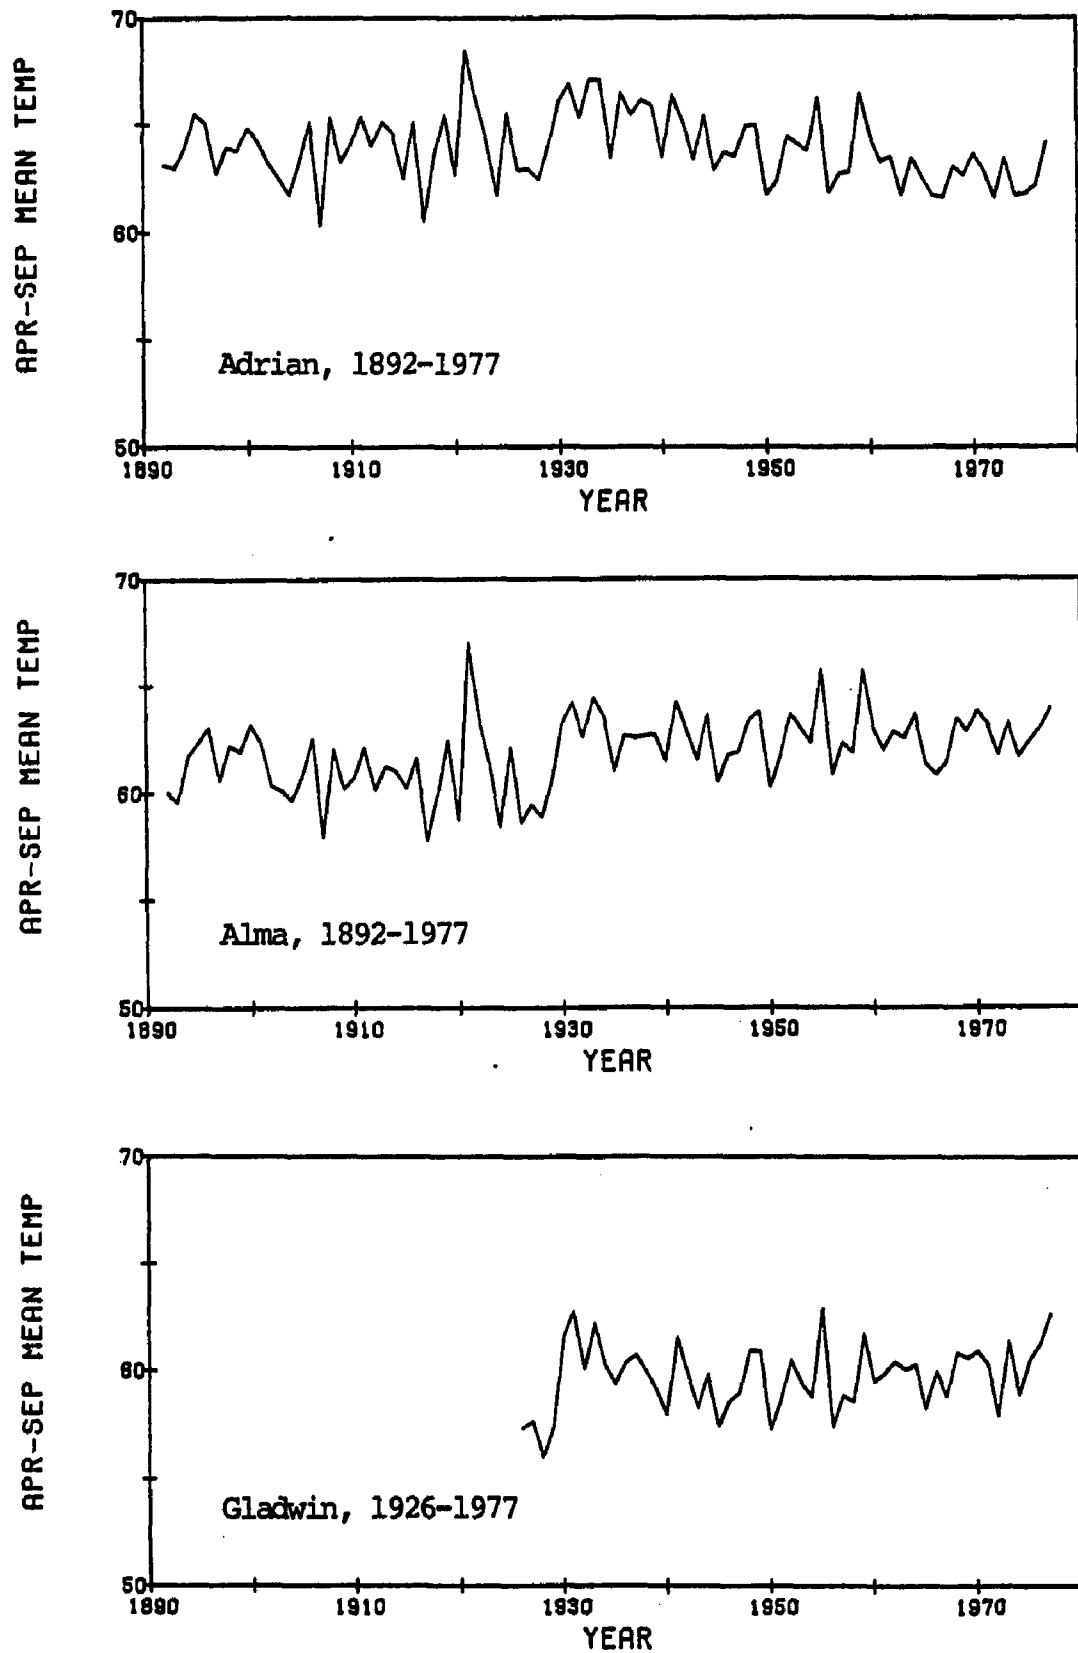 APR-SEP MEAN TEMP
70
60
50
Adrian, 1892-1977
1890 1910 1930 1950 1970
YEAR
APR-SEP MEAN TEMP
70
60
50
Alma, 1892-1977
1890 1910 1930 1950 1970
YEAR
APR-SEP MEAN TEMP
70
60
50
Gladwin, 1926-1977
1890 1910 1930 1950 1970
YEAR